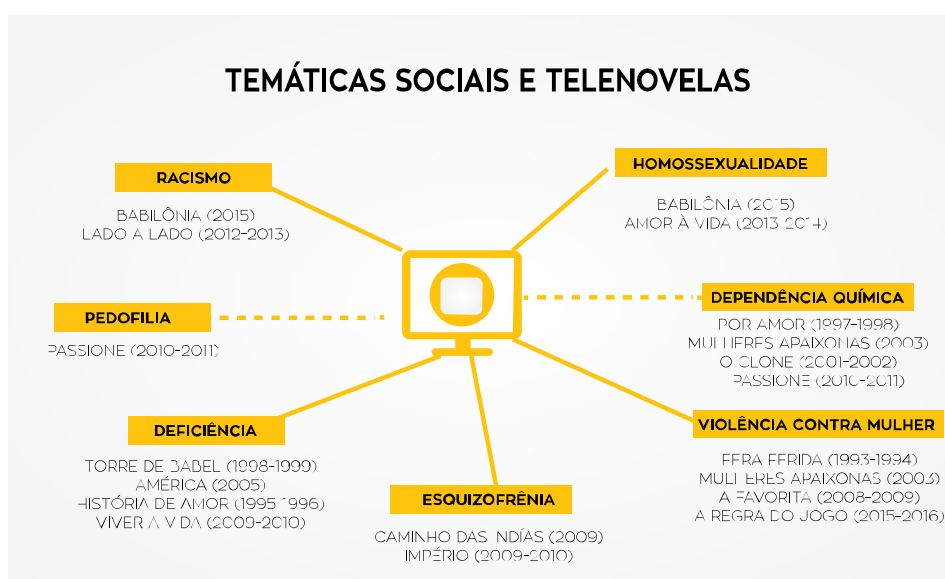 TEMÁTICAS SOCIAIS E TELENOVELAS
RACISMO
BABILÔNIA (2015)
LADO A LADO (2012-2013)
HOMOSSEXUALIDADE
BABILÔNIA (2015)
AMOR À VIDA (2013-2014)
PEDOFILIA
PASSIONE (2010-2011)
DEPENDÊNCIA QUÍMICA
POR AMOR (1997-1998)
MULHERES APAIXONAS (2003)
O CLONE (2001-2002)
PASSIONE (2010-2011)
DEFICIÊNCIA
TORRE DE BABEL (1998-1999)
AMÉRICA (2005)
HISTÓRIA DE AMOR (1995-1996)
VIVER A VIDA (2009-2010)
ESQUIZOFRÊNIA
CAMINHO DAS ÍNDIAS (2009)
IMPÉRIO (2009-2010)
VIOLÊNCIA CONTRA MULHER
FERA FERIDA (1993-1994)
MULHERES APAIXONAS (2003)
A FAVORITA (2008-2009)
A REGRA DO JOGO (2015-2016)